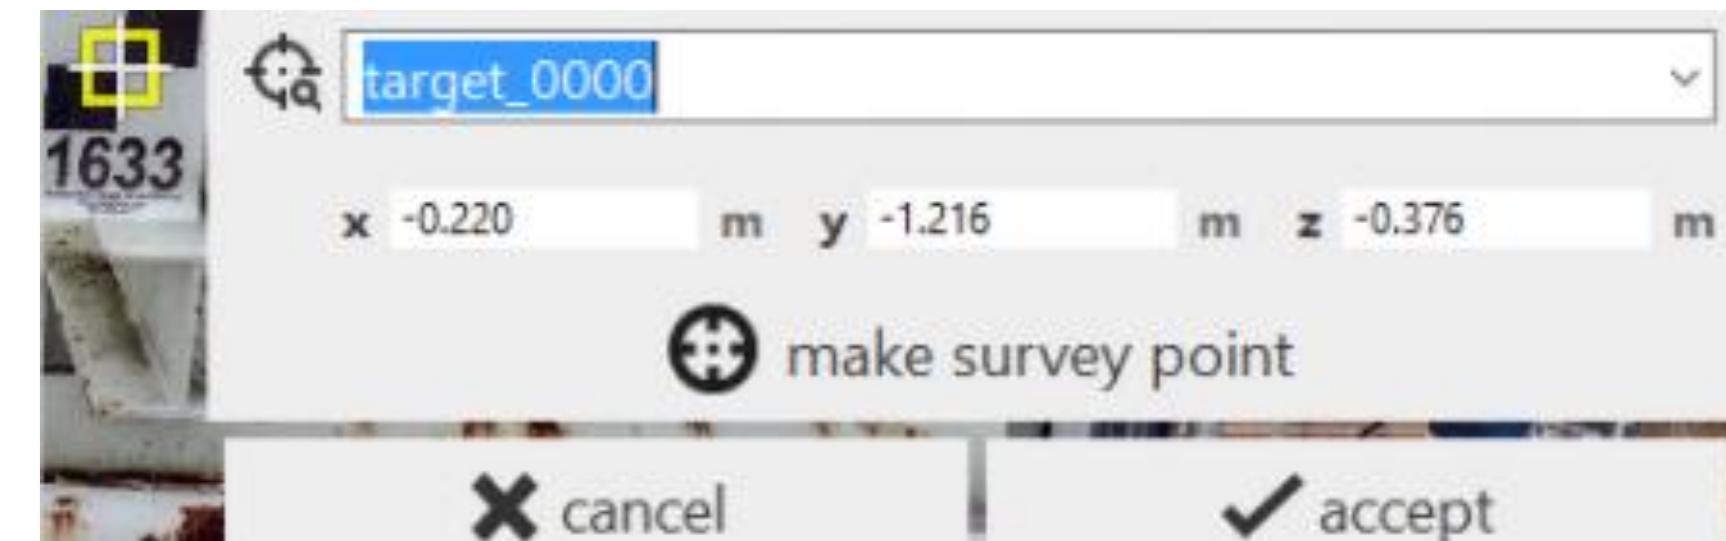 target_0000
1633
x -0.220 m y -1.216 m z -0.376 m
make survey point
cancel accept